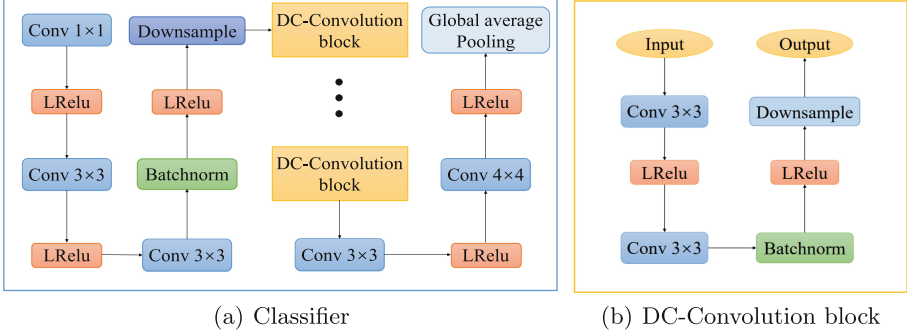 Conv 1×1
LRelu
Conv 3×3
LRelu
Conv 3×3
Batchnorm
LRelu
Downsample
DC-Convolution
block
DC-Convolution
block
Conv 3×3
LRelu
Conv 4×4
LRelu
Global average
Pooling
(a) Classifier
Input
Conv 3×3
LRelu
Conv 3×3
Batchnorm
LRelu
Downsample
Output
(b) DC-Convolution block